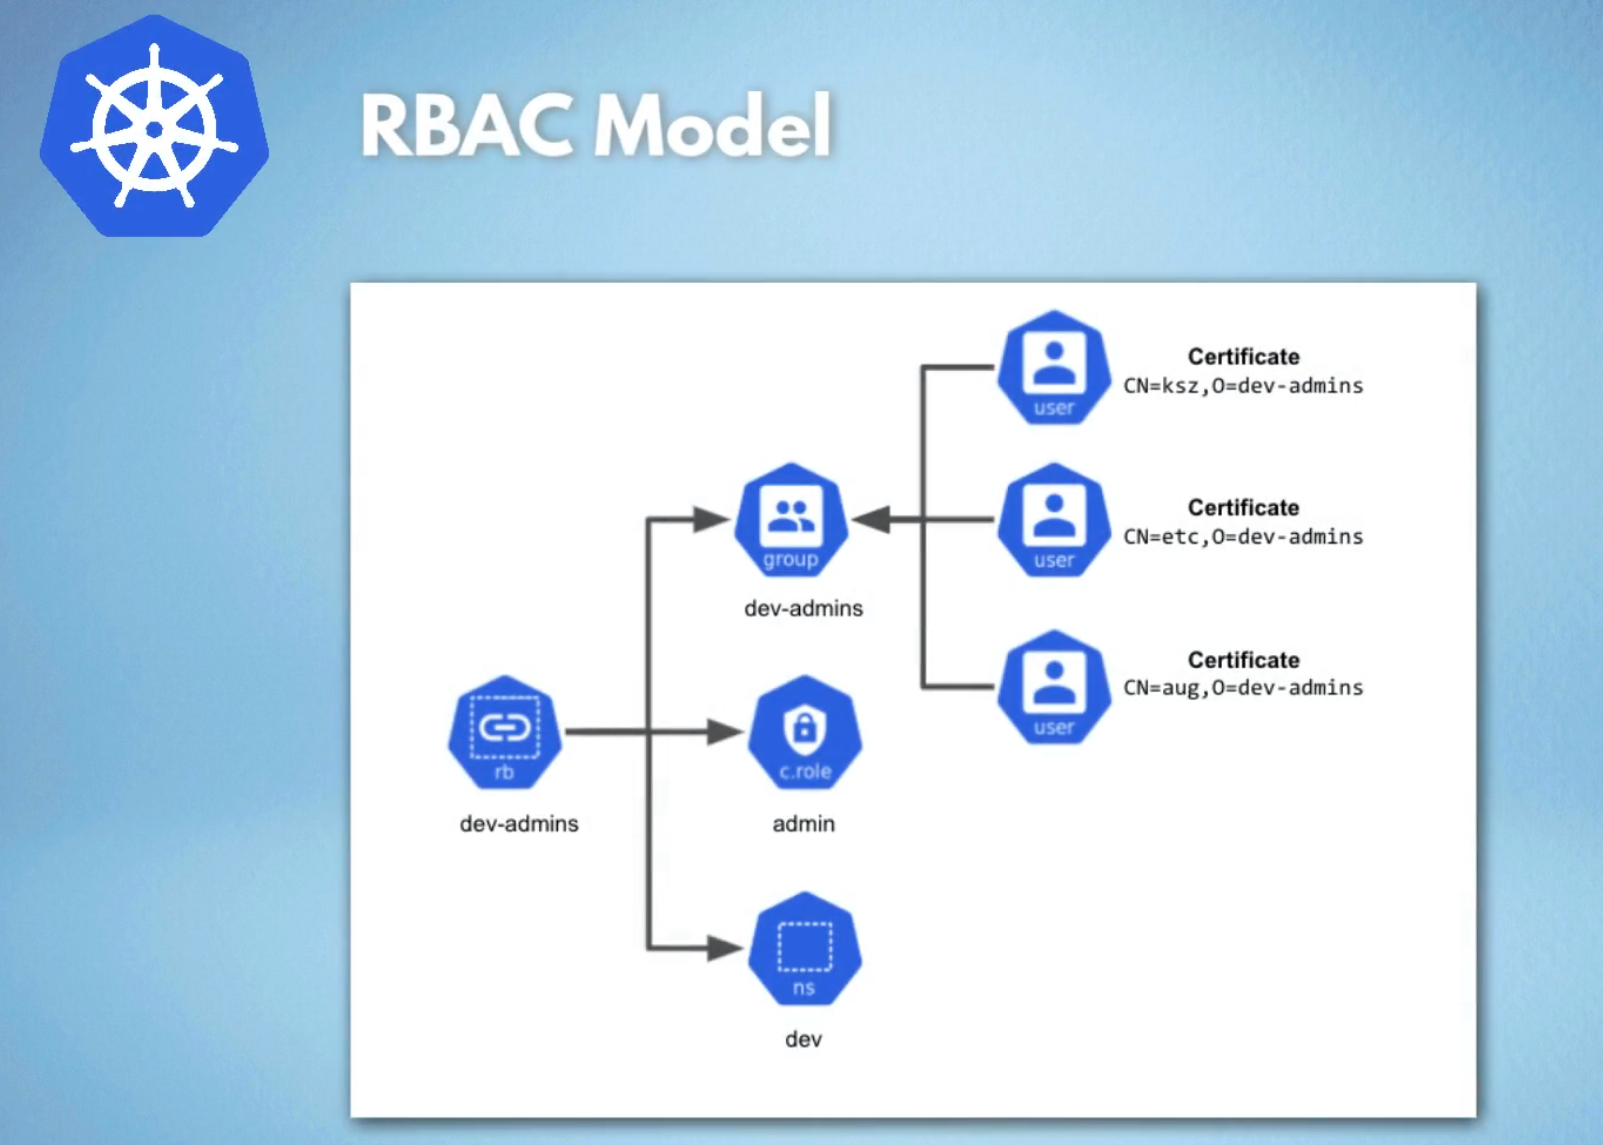 RBAC Model
user
Certificate
CN=ksz,O=dev-admins
group
dev-admins
user
Certificate
CN=etc,O=dev-admins
user
Certificate
CN=aug,O=dev-admins
rb
dev-admins
c.role
admin
ns
dev